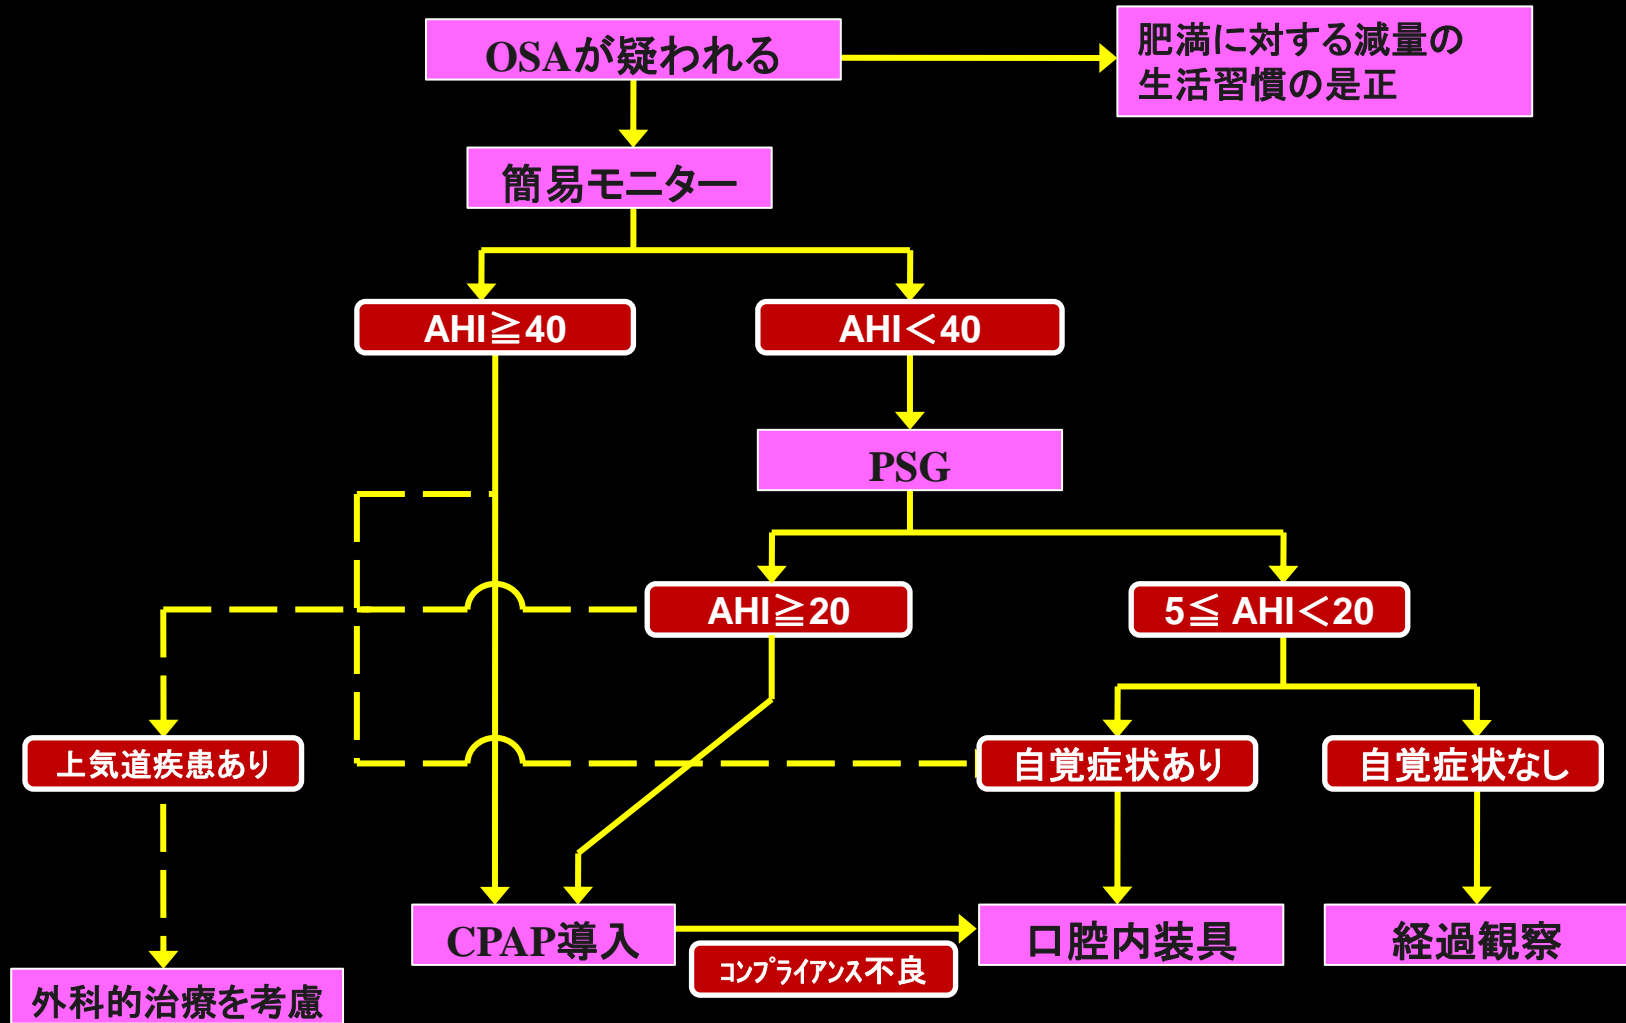 OSAが疑われる
肥満に対する減量の
生活習慣の是正
簡易モニター
AHI≧40
AHI＜40
PSG
AHI≧20
5≦ AHI＜20
上気道疾患あり
自覚症状あり
自覚症状なし
CPAP導入
コンプライアンス不良
口腔内装具
経過観察
外科的治療を考慮